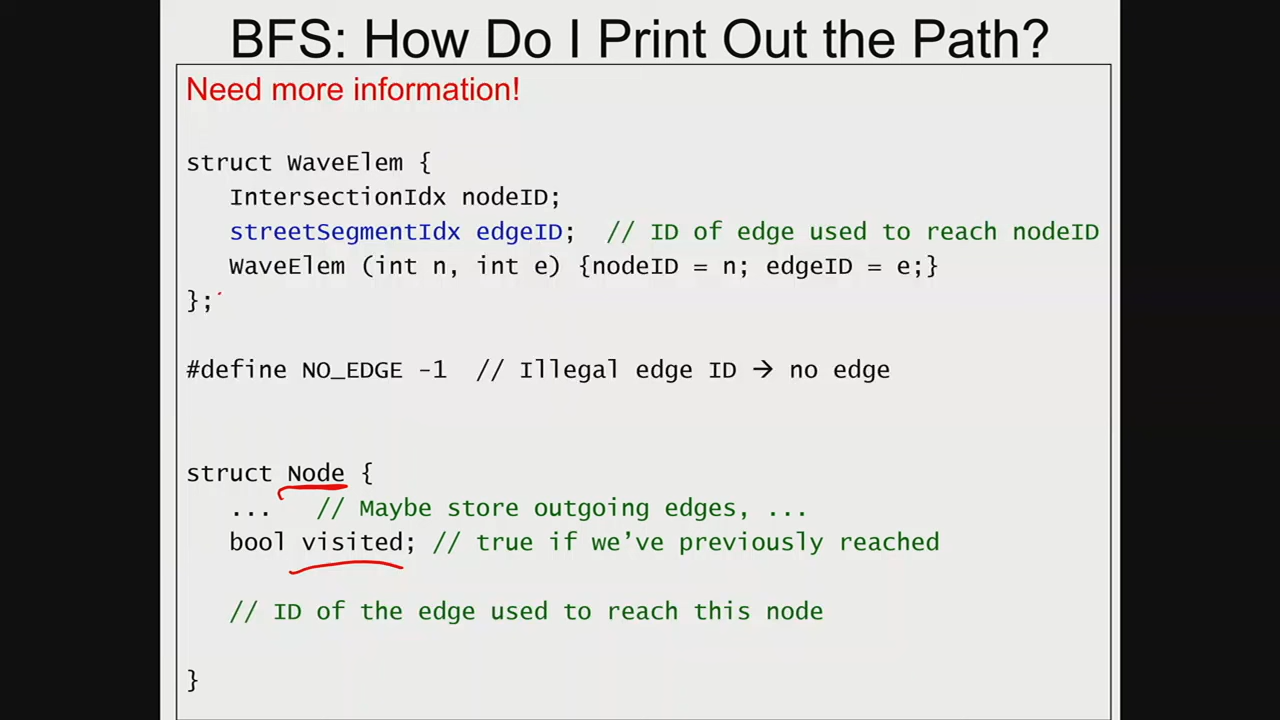 BFS: How Do I Print Out the Path?
Need more information!
struct WaveElem {
IntersectionIdx nodeID;
streetSegmentIdx edgeID; // ID of edge used to reach nodeID
WaveElem (int n, int e) {nodeID = n; edgeID = e;}
};
#define NO_EDGE -1 // Illegal edge ID → no edge
struct Node {
... // Maybe store outgoing edges, ...
bool visited; // true if we’ve previously reached
// ID of the edge used to reach this node
}